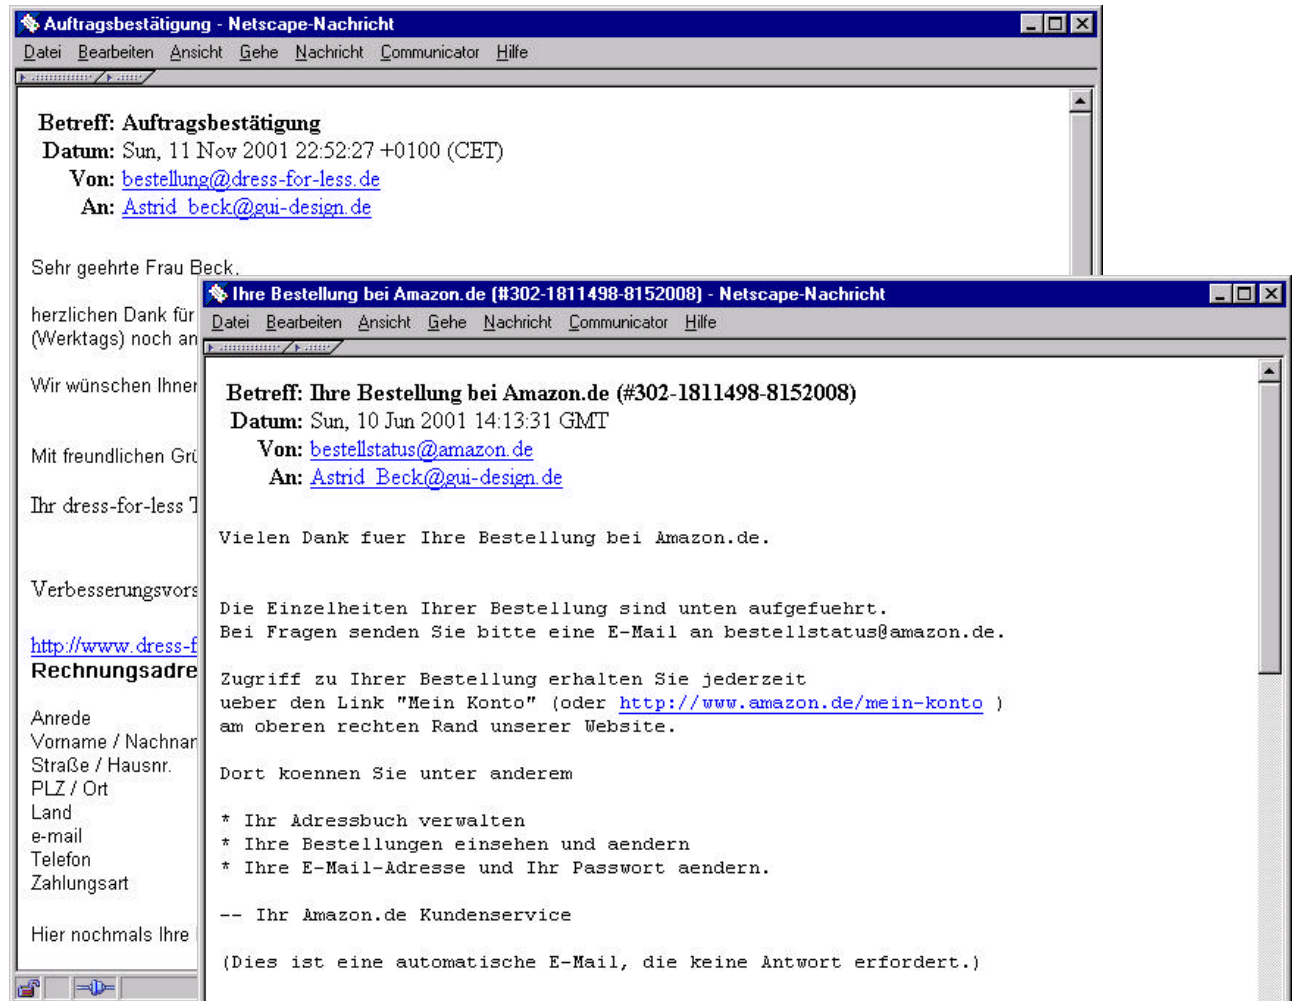 Auftragsbestätigung - Netscape-Nachricht
Datei Bearbeiten Ansicht Gehe Nachricht Communicator Hilfe
Betreff: Auftragsbestätigung
Datum: Sun, 11 Nov 2001 22:52:27 +0100 (CET)
Von: bestellung@dress-for-less.de
An: Astrid_beck@gui-design.de
Sehr geehrte Frau Beck,
herzlichen Dank für
(Werktags) noch an
Wir wünschen
Mit freundlichen
Ihr dress-for-less
http://www.dress-f
Anrede
Vorname /
Straße / Hausnr.
PLZ / Ort
Land
e-mail
Telefon
Zahlungsart
Hier nochmals Ihre
Ihre Bestellung bei Amazon.de (#302-1811498-8152008) - Netscape-Nachricht
Datei Bearbeiten Ansicht Gehe Nachricht Communicator Hilfe
Betreff: Ihre Bestellung bei Amazon.de (#302-1811498-8152008)
Datum: Sun, 10 Jun 2001 14:13:31 GMT
Von: bestellstatus@amazon.de
An: Astrid_Beck@gui-design.de
Vielen Dank fuer Ihre Bestellung bei Amazon.de.
Die Einzelheiten Ihrer Bestellung sind unten aufgefuehrt.
Bei Fragen senden Sie bitte eine E-Mail an bestellstatus@amazon.de.
Zugriff zu Ihrer Bestellung erhalten Sie jederzeit
ueber den Link "Mein Konto" (oder http://www.amazon.de/mein-konto )
am oberen rechten Rand unserer Website.
Dort koennen Sie unter anderem
* Ihr Adressbuch verwalten
* Ihre Bestellungen einsehen und aendern
* Ihre E-Mail-Adresse und Ihr Passwort aendern.
-- Ihr Amazon.de Kundenservice
(Dies ist eine automatische E-Mail, die keine Antwort erfordert.)